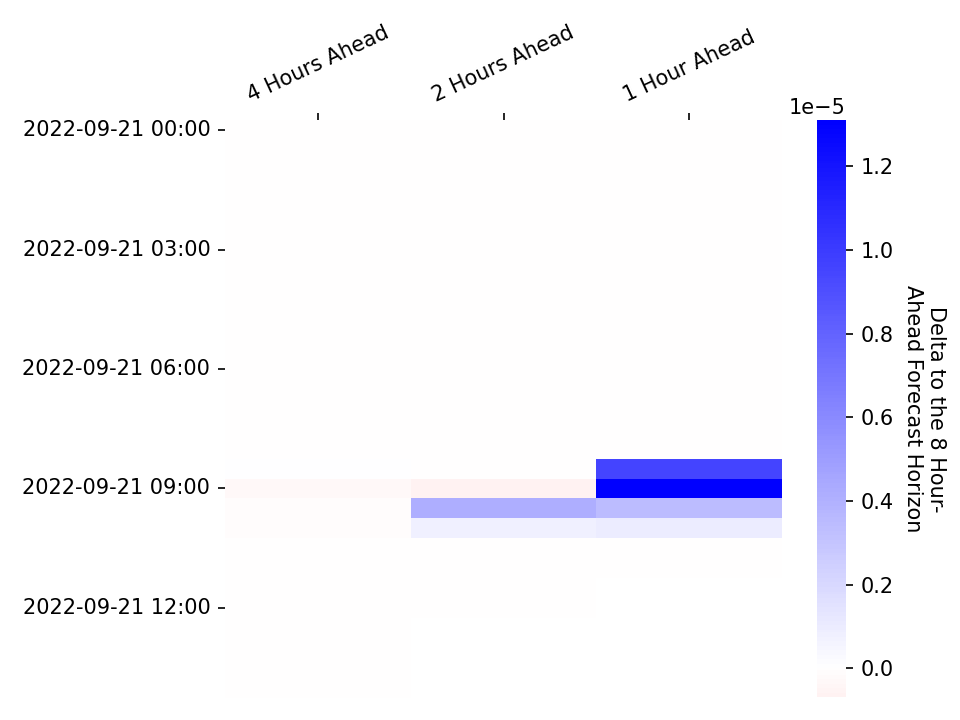 4 Hours Ahead
2 Hours Ahead
1 Hour Ahead
1e−5
2022-09-21 00:00
2022-09-21 03:00
2022-09-21 06:00
2022-09-21 09:00
2022-09-21 12:00
1.2
1.0
0.8
0.6
0.4
0.2
0.0
Delta to the 8 Hour-
Ahead Forecast Horizon